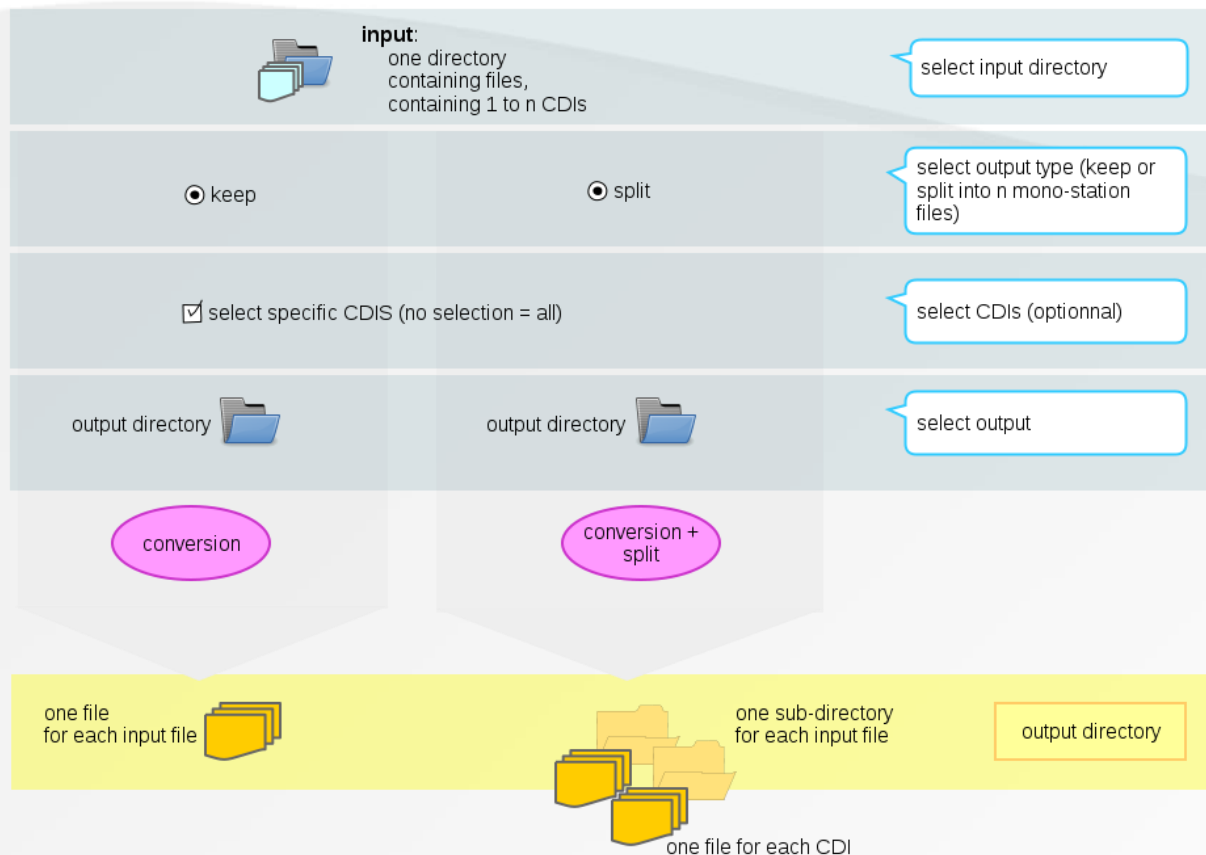 input:
one directory
containing files,
containing 1 to n CDIs
select input directory
keep
split
select output type (keep or
split into n mono-station
files)
select specific CDIS (no selection = all)
select CDIs (optionnal)
output directory
output directory
select output
conversion
conversion +
split
one file
for each input file
one sub-directory
for each input file
output directory
one file for each CDI